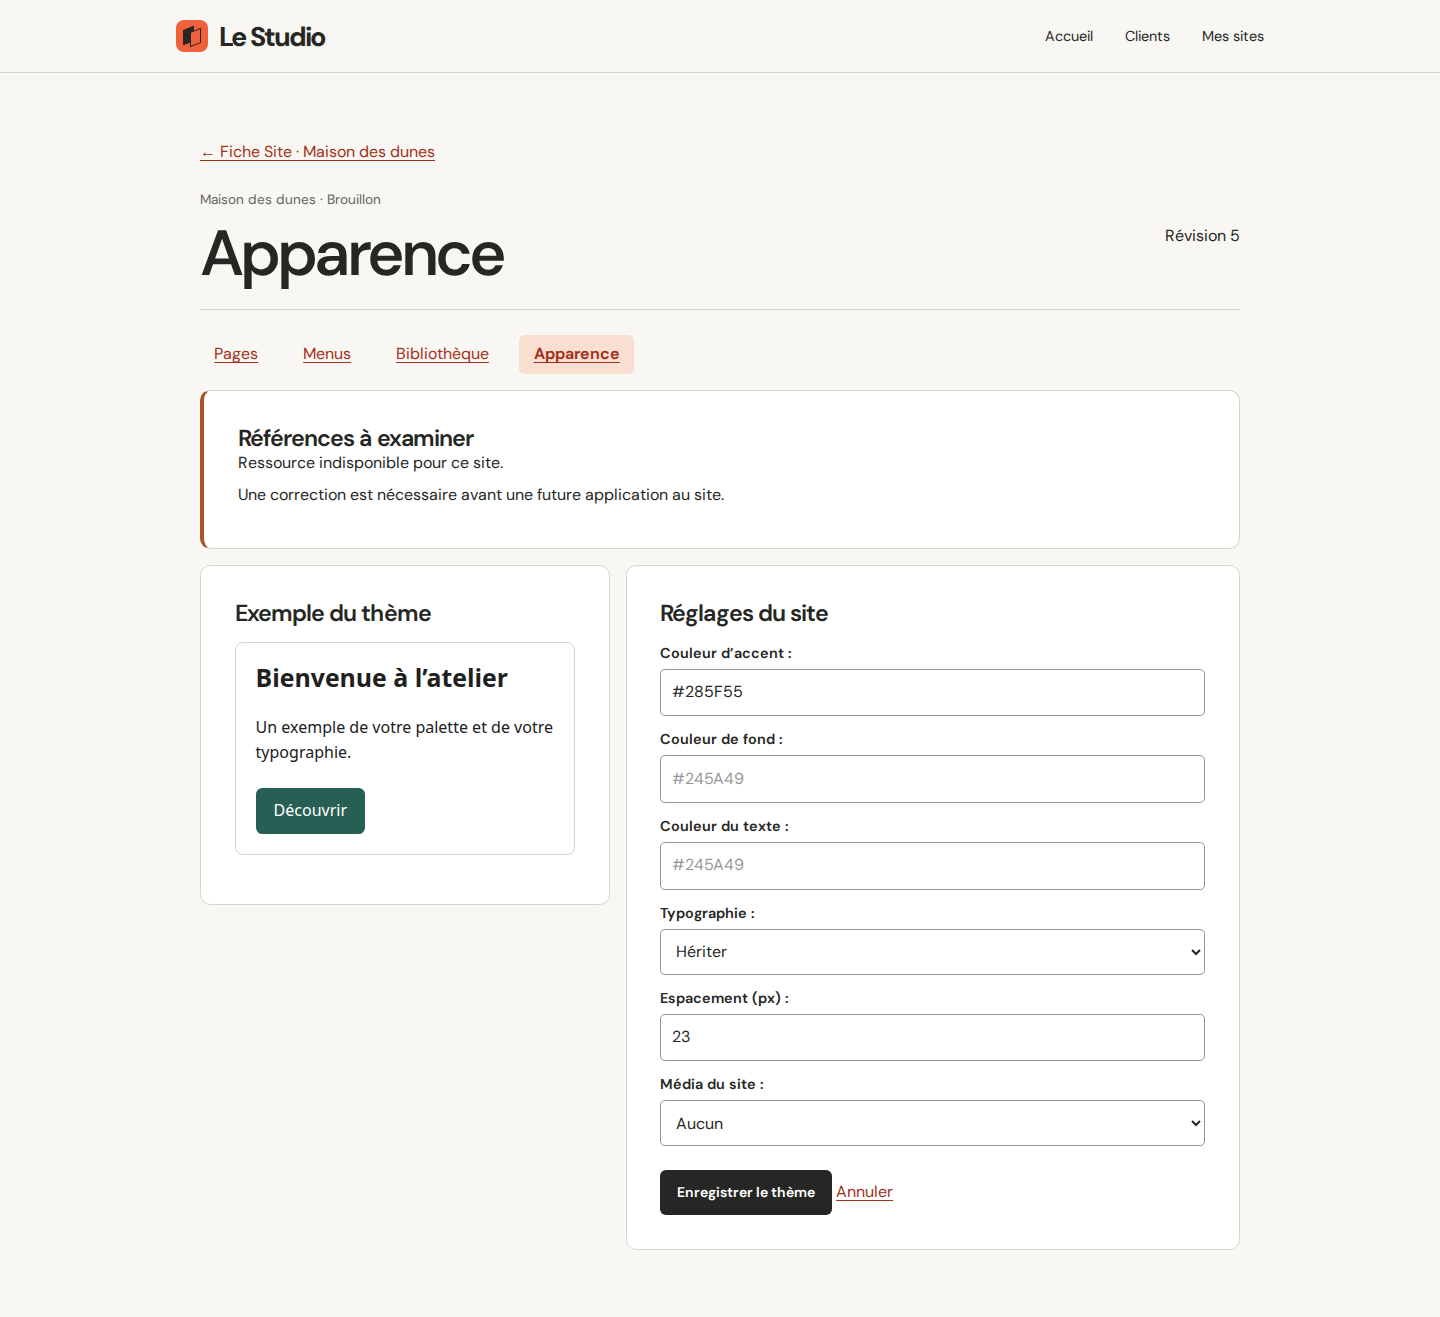 Le Studio
Accueil
Clients
Mes sites
← Fiche Site · Maison des dunes
Maison des dunes · Brouillon
Apparence
Révision 5
Pages
Menus
Bibliothèque
Apparence
Références à examiner
Ressource indisponible pour ce site.
Une correction est nécessaire avant une future application au site.
Exemple du thème
Bienvenue à l’atelier
Un exemple de votre palette et de votre
typographie.
Découvrir
Réglages du site
Couleur d’accent :
#285F55
Couleur de fond :
#245A49
Couleur du texte :
#245A49
Typographie :
Hériter
Espacement (px) :
23
Média du site :
Aucun
Enregistrer le thème
Annuler